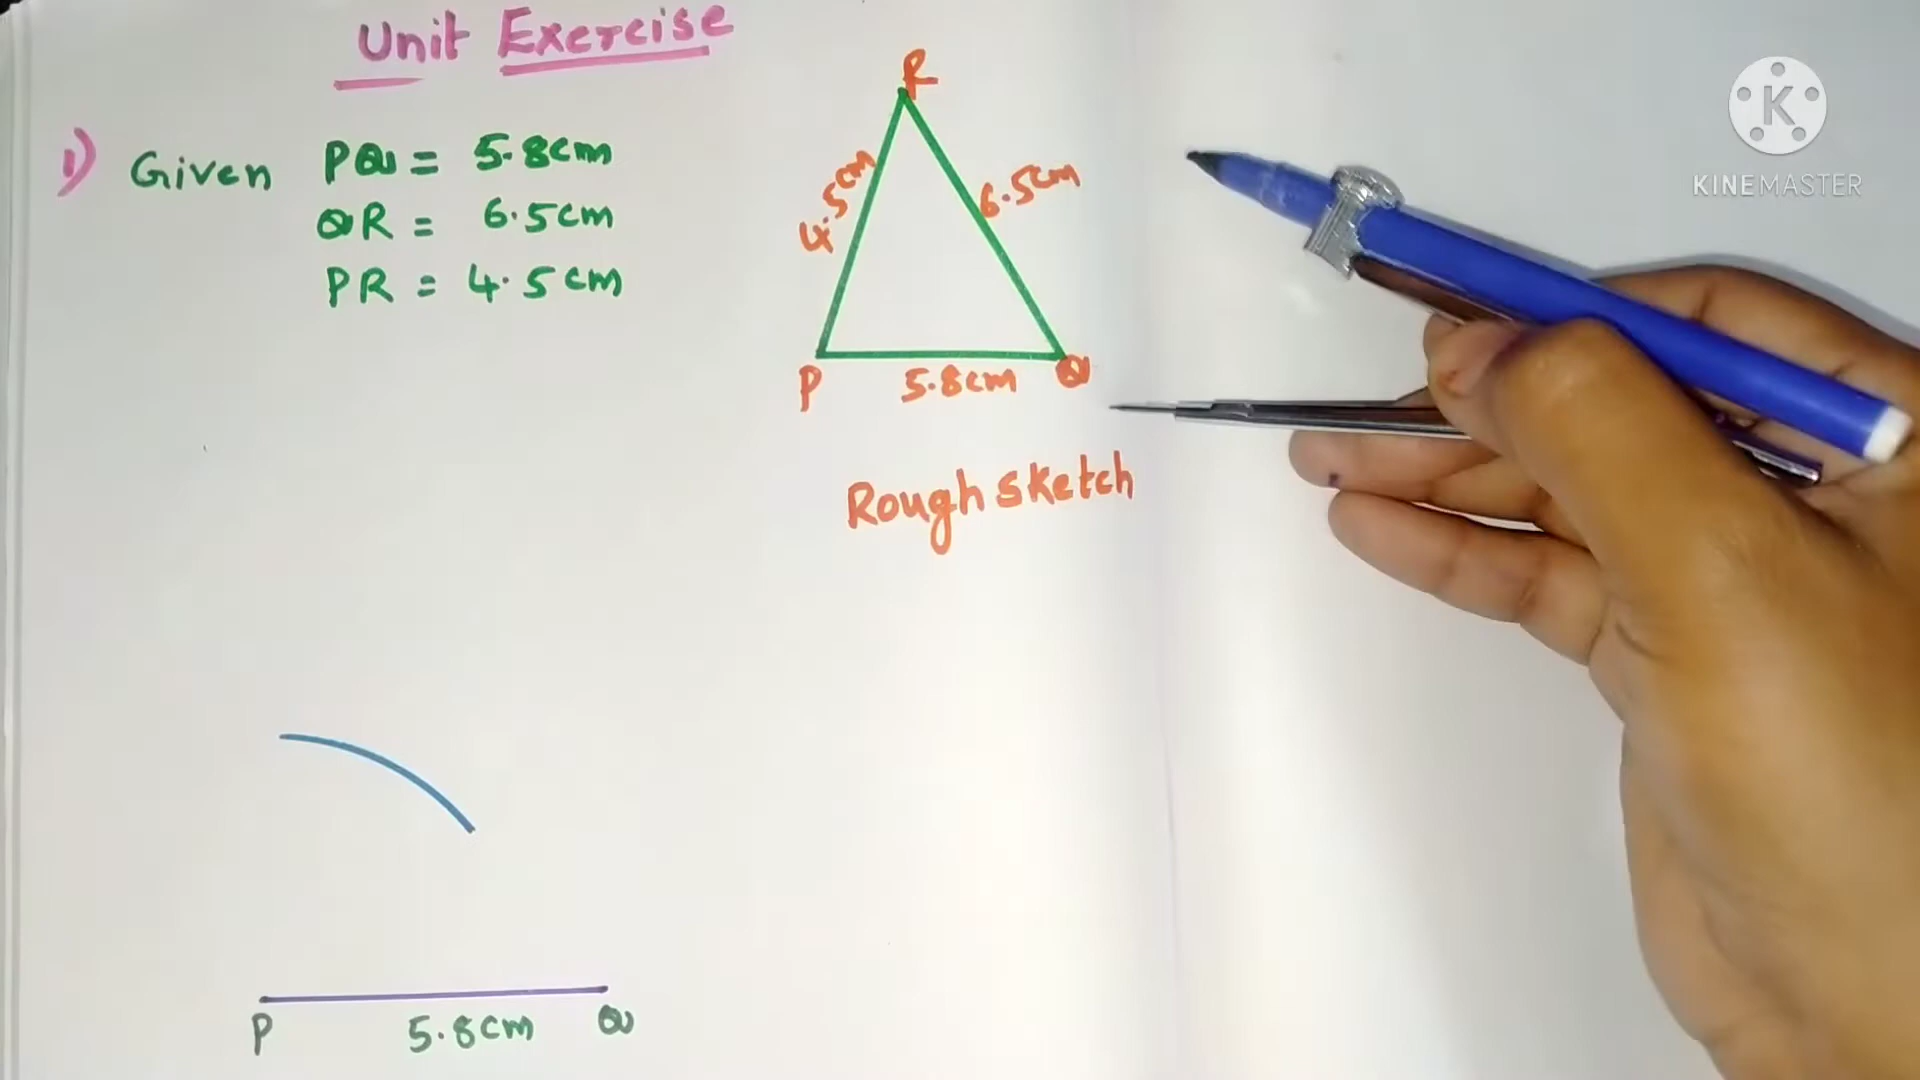 Unit Exercise
1) Given PQ = 5.8cm
QR = 6.5cm
PR = 4.5cm
R
4.5cm
6.5cm
P
5.8cm
Q
Rough sketch
P
5.8cm
Q
K
KINEMASTER